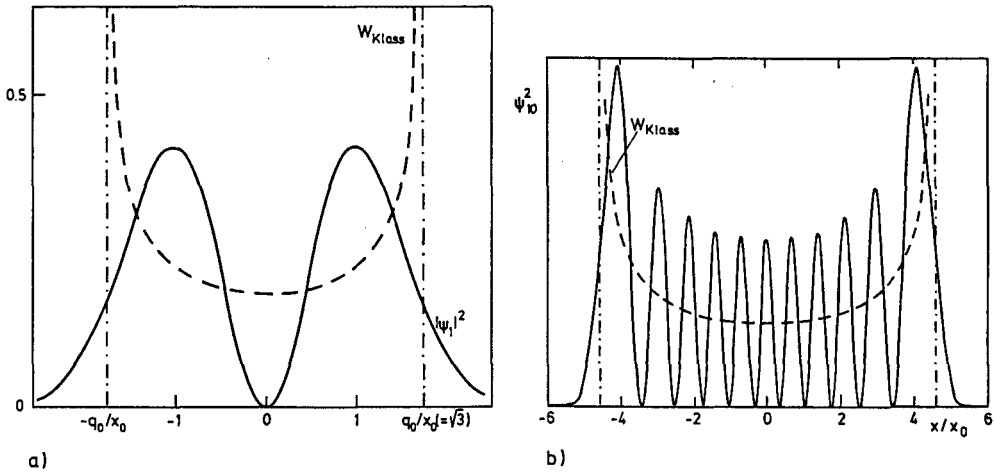 W_Klass
0.5
|ψ₁|²
0
-q₀/x₀ -1 0 1 q₀/x₀(=√3)
a)
ψ²₁₀
W_Klass
-6 -4 -2 0 2 4 x/x₀ 6
b)